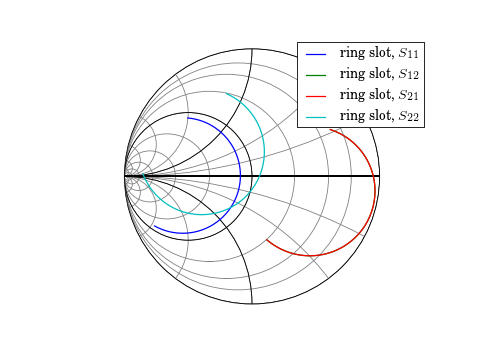 ring slot, S₁₁
ring slot, S₁₂
ring slot, S₂₁
ring slot, S₂₂